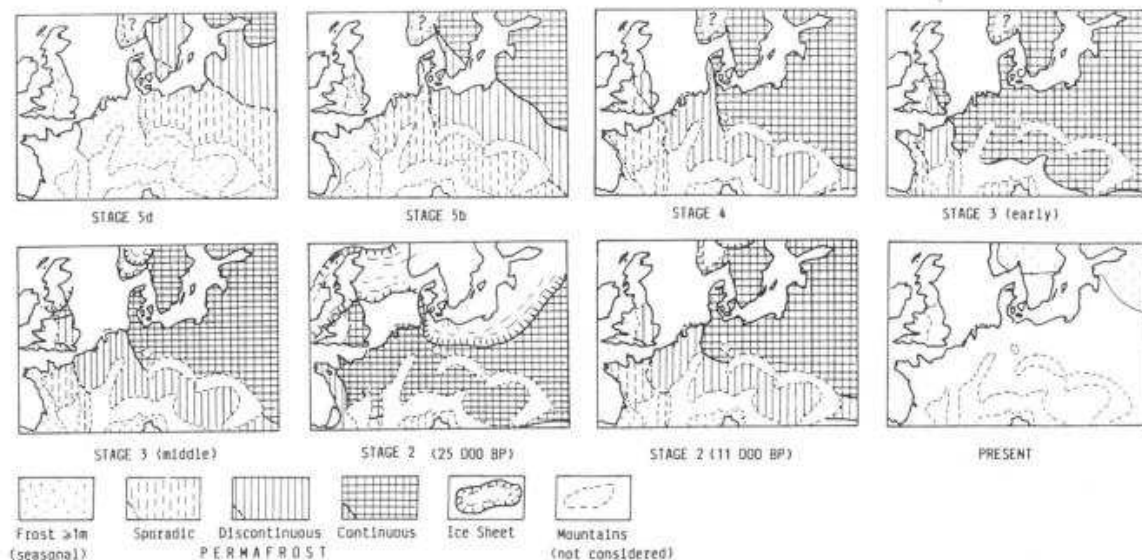 ? ?
STAGE 5d STAGE 5b STAGE 4 STAGE 3 (early)
STAGE 3 (middle) STAGE 2 (25 000 BP) STAGE 2 (11 000 BP) PRESENT
Frost ⩾1m Sporadic Discontinuous Continuous Ice Sheet Mountains
(seasonal) PERMAFROST (not considered)